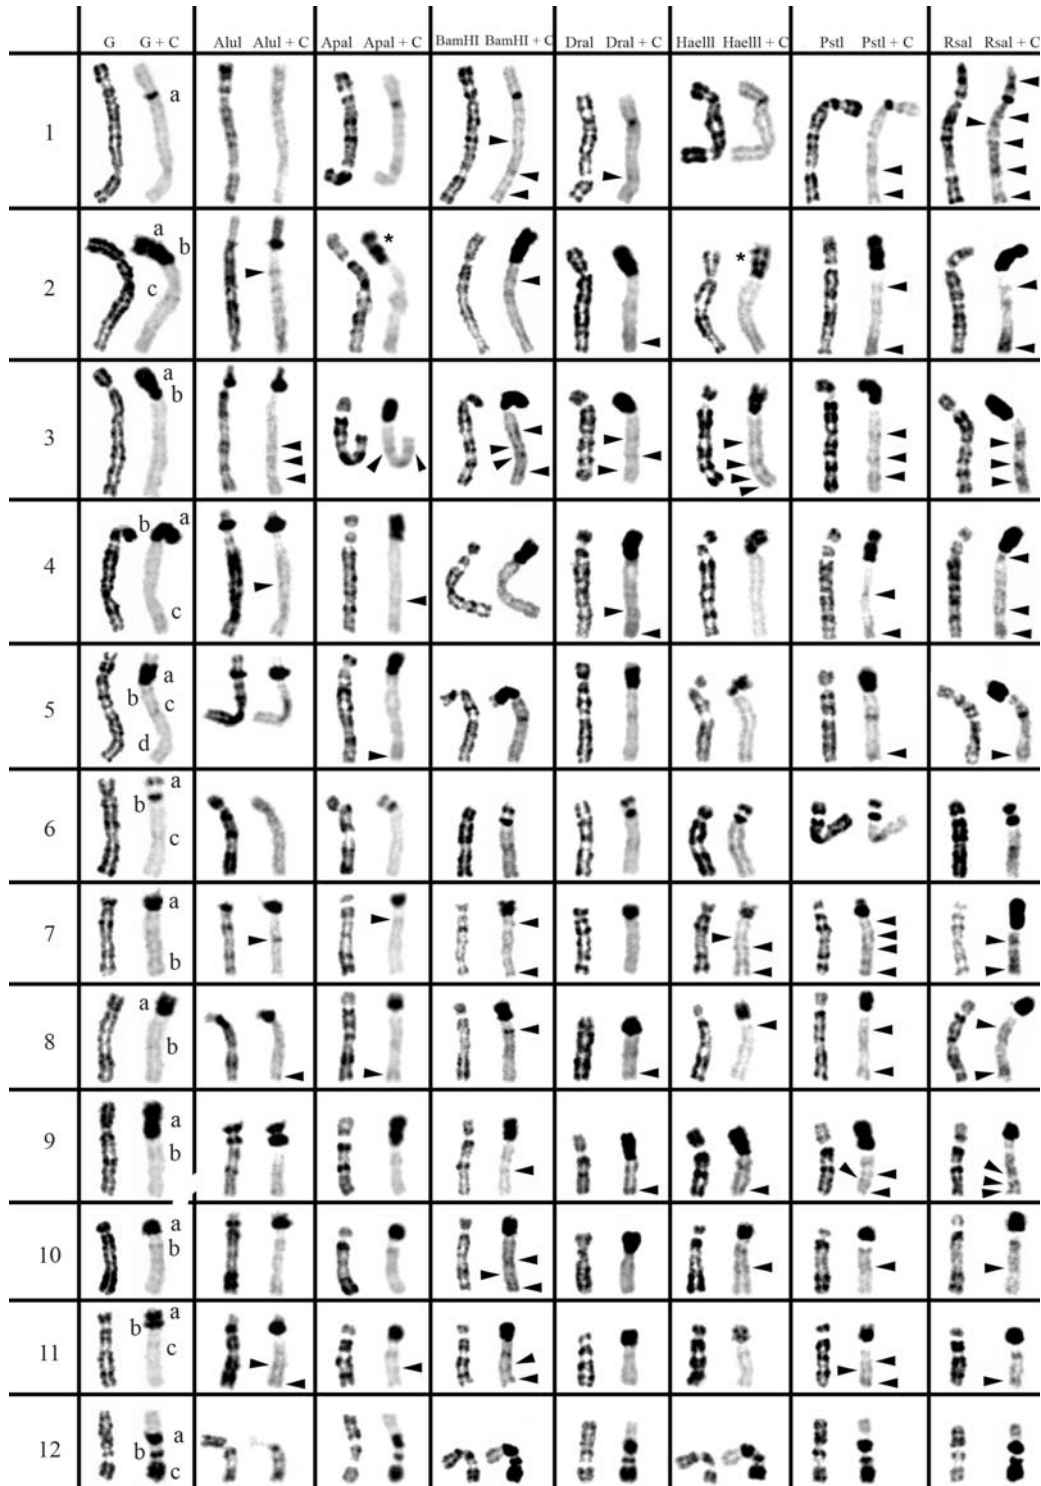 G G + C AluI AluI + C ApaI ApaI + C BamHI BamHI + C DraI DraI + C HaeIII HaeIII + C PstI PstI + C RsaI RsaI + C
1 a
2 a b c *  *
3 a b
4 b a c
5 a b c d
6 a b c
7 a b
8 a b
9 a b
10 a b
11 a b c
12 a b c